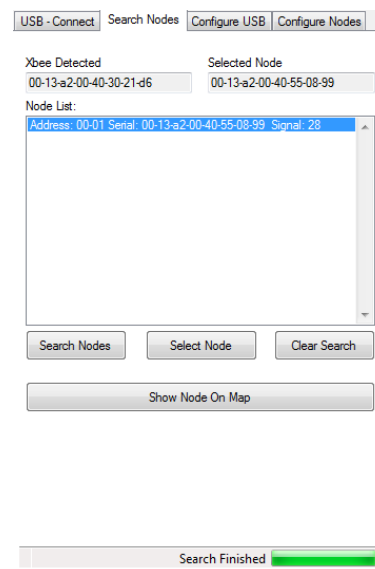 USB - Connect Search Nodes Configure USB Configure Nodes
Xbee Detected Selected Node
00-13-a2-00-40-30-21-d6 00-13-a2-00-40-55-08-99
Node List:
Address: 00-01 Serial: 00-13-a2-00-40-55-08-99 Signal: 28
Search Nodes Select Node Clear Search
Show Node On Map
Search Finished